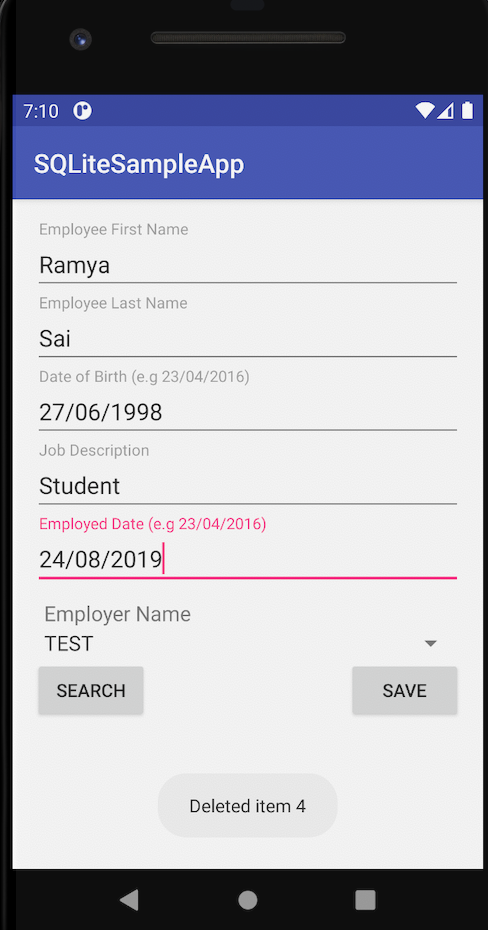 7:10
SQLiteSampleApp
Employee First Name
Ramya
Employee Last Name
Sai
Date of Birth (e.g 23/04/2016)
27/06/1998
Job Description
Student
Employed Date (e.g 23/04/2016)
24/08/2019
Employer Name
TEST
SEARCH SAVE
Deleted item 4